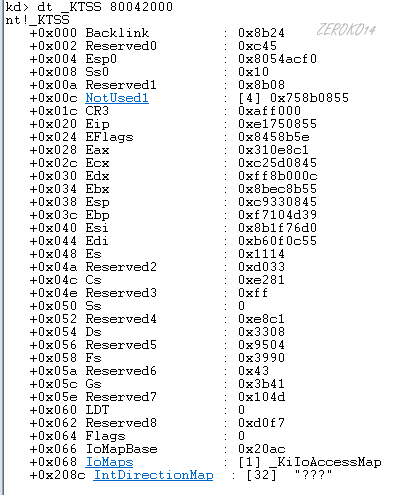 kd> dt _KTSS 80042000
ZEROKO14
nt!_KTSS
+0x000 Backlink : 0x8b24
+0x002 Reserved0 : 0xc45
+0x004 Esp0 : 0x8054acf0
+0x008 Ss0 : 0x10
+0x00a Reserved1 : 0x8b08
+0x00c NotUsed1 : [4] 0x758b0855
+0x01c CR3 : 0xaff000
+0x020 Eip : 0xe1750855
+0x024 EFlags : 0x8458b5e
+0x028 Eax : 0x310e8c1
+0x02c Ecx : 0xc25d0845
+0x030 Edx : 0xff8b000c
+0x034 Ebx : 0x8bec8b55
+0x038 Esp : 0xc9330845
+0x03c Ebp : 0xf7104d39
+0x040 Esi : 0x8b1f76d0
+0x044 Edi : 0xb60f0c55
+0x048 Es : 0x1114
+0x04a Reserved2 : 0xd033
+0x04c Cs : 0xe281
+0x04e Reserved3 : 0xff
+0x050 Ss : 0
+0x052 Reserved4 : 0xe8c1
+0x054 Ds : 0x3308
+0x056 Reserved5 : 0x9504
+0x058 Fs : 0x3990
+0x05a Reserved6 : 0x43
+0x05c Gs : 0x3b41
+0x05e Reserved7 : 0x104d
+0x060 LDT : 0
+0x062 Reserved8 : 0xd0f7
+0x064 Flags : 0
+0x066 IoMapBase : 0x20ac
+0x068 IoMaps : [1] _KiIoAccessMap
+0x208c IntDirectionMap : [32] "???"